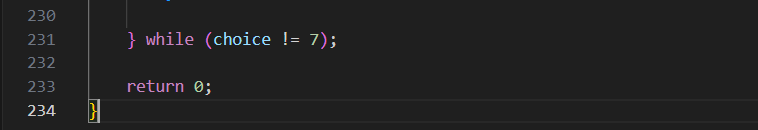 230
231 } while (choice != 7);
232
233 return 0;
234 }